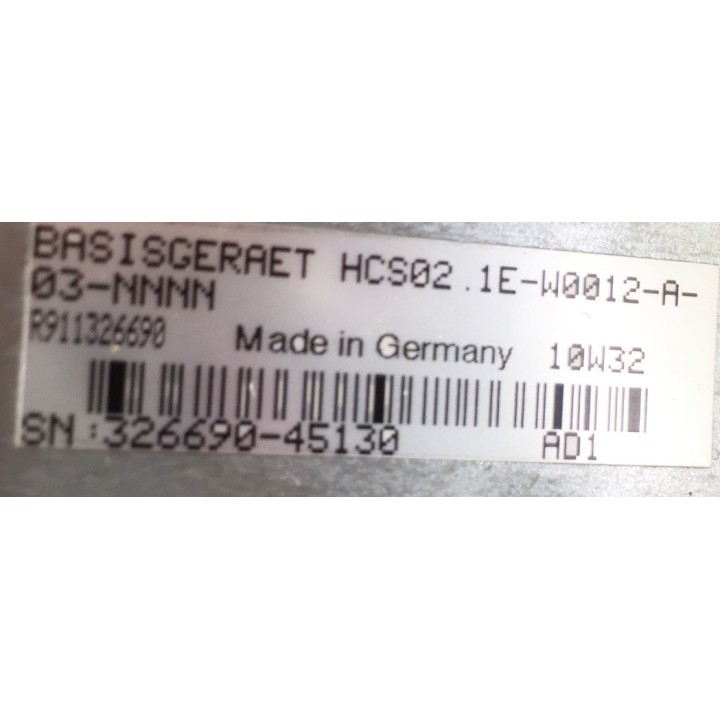 BASISGERAET HCS02.1E-W0012-A-
03-NNNN
R911326690 Made in Germany 10W32
SN:326690-45130 AD1